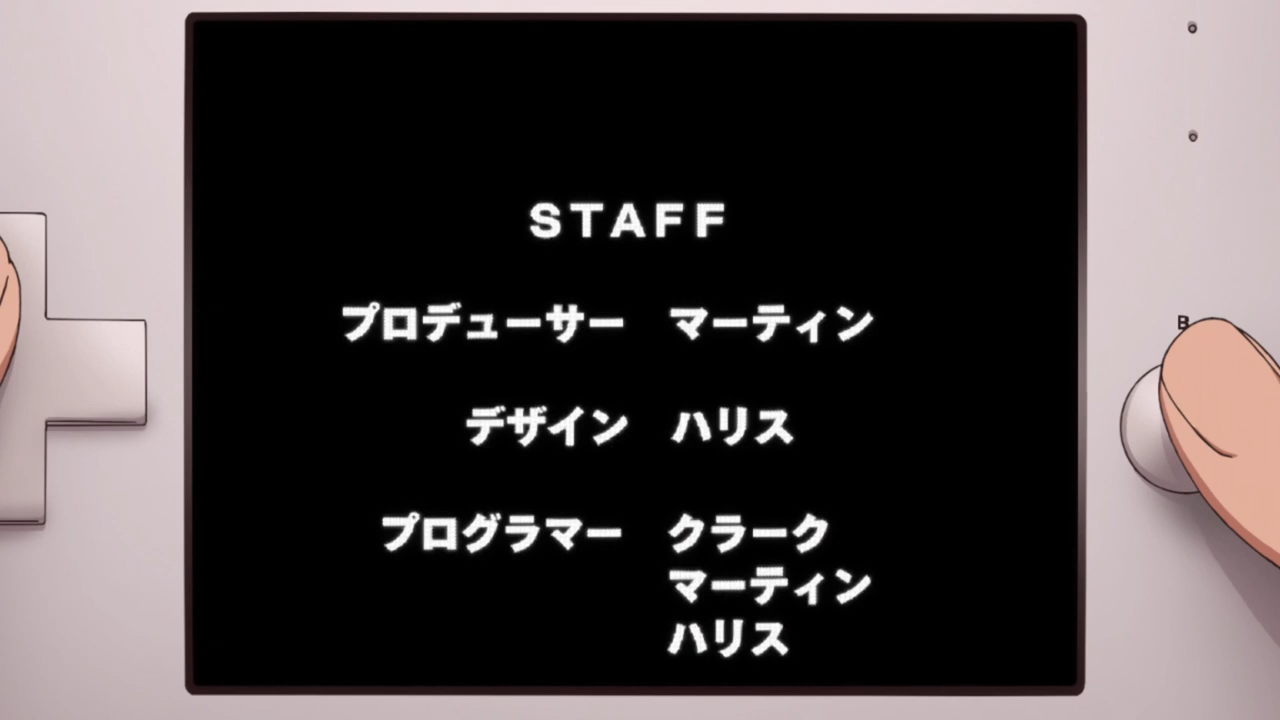 STAFF
プロデューサー　マーティン
デザイン　ハリス
プログラマー　クラーク
マーティン
ハリス
B